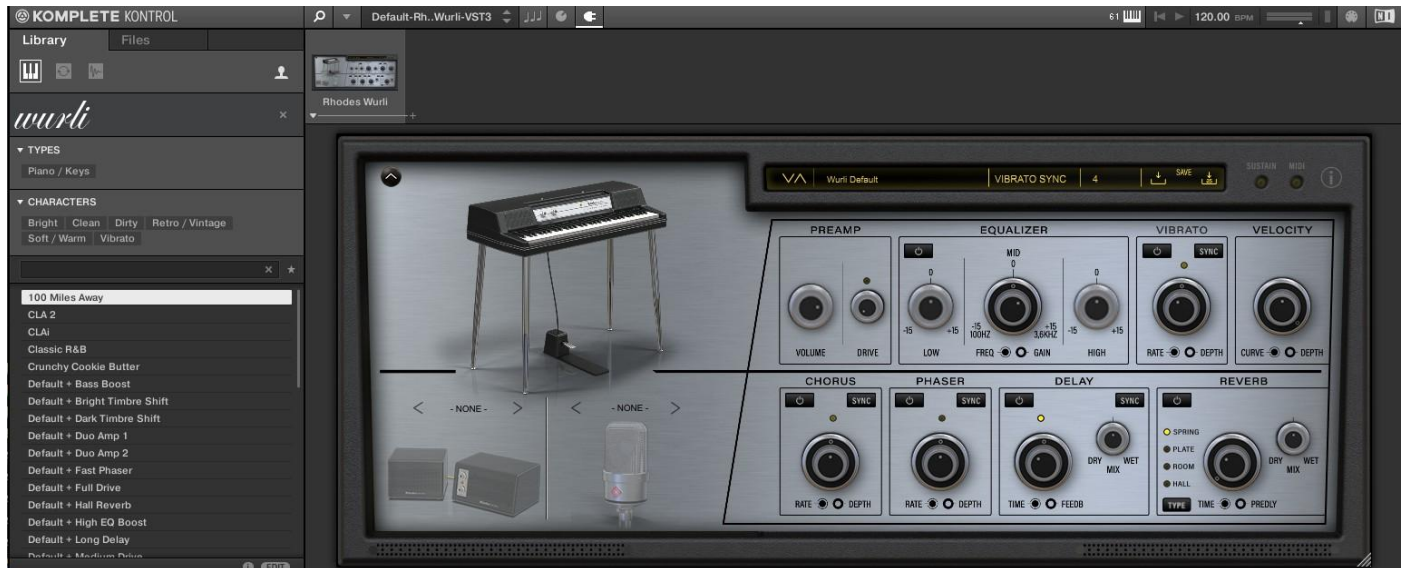 KOMPLETE KONTROL
Default-Rh..Wurli-VST3
61
120.00 BPM
Library
Files
wurli
TYPES
Piano / Keys
CHARACTERS
Bright Clean Dirty Retro / Vintage
Soft / Warm Vibrato
100 Miles Away
CLA 2
CLAi
Classic R&B
Crunchy Cookie Butter
Default + Bass Boost
Default + Bright Timbre Shift
Default + Dark Timbre Shift
Default + Duo Amp 1
Default + Duo Amp 2
Default + Fast Phaser
Default + Full Drive
Default + Hall Reverb
Default + High EQ Boost
Default + Long Delay
Default + Medium Drive
EDIT
Rhodes Wurli
Wurli Default VIBRATO SYNC 4 SAVE
SUSTAIN MIDI
- NONE - - NONE -
PREAMP
VOLUME DRIVE
EQUALIZER
MID
0 0 0
-15 +15 -15 +15 -15 +15
100HZ 3,6KHZ
LOW FREQ GAIN HIGH
VIBRATO
SYNC
RATE DEPTH
VELOCITY
CURVE DEPTH
CHORUS
SYNC
RATE DEPTH
PHASER
SYNC
RATE DEPTH
DELAY
SYNC
DRY WET
MIX
TIME FEEDB
REVERB
SPRING
PLATE
ROOM
HALL
TYPE
DRY WET
MIX
TIME PREDLY